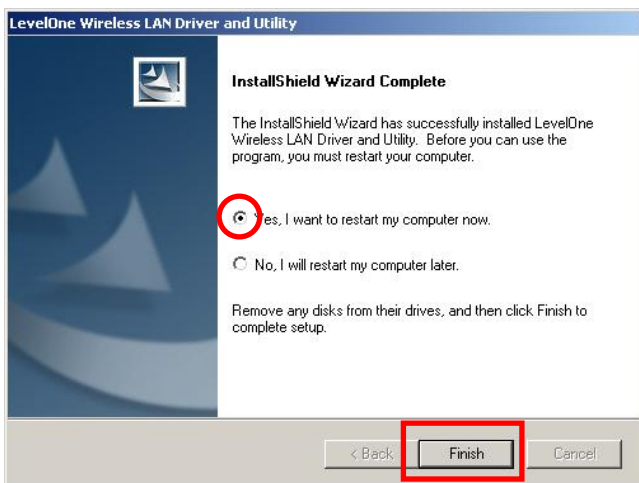 LevelOne Wireless LAN Driver and Utility
InstallShield Wizard Complete
The InstallShield Wizard has successfully installed LevelOne
Wireless LAN Driver and Utility. Before you can use the
program, you must restart your computer.
Yes, I want to restart my computer now.
No, I will restart my computer later.
Remove any disks from their drives, and then click Finish to
complete setup.
< Back Finish Cancel